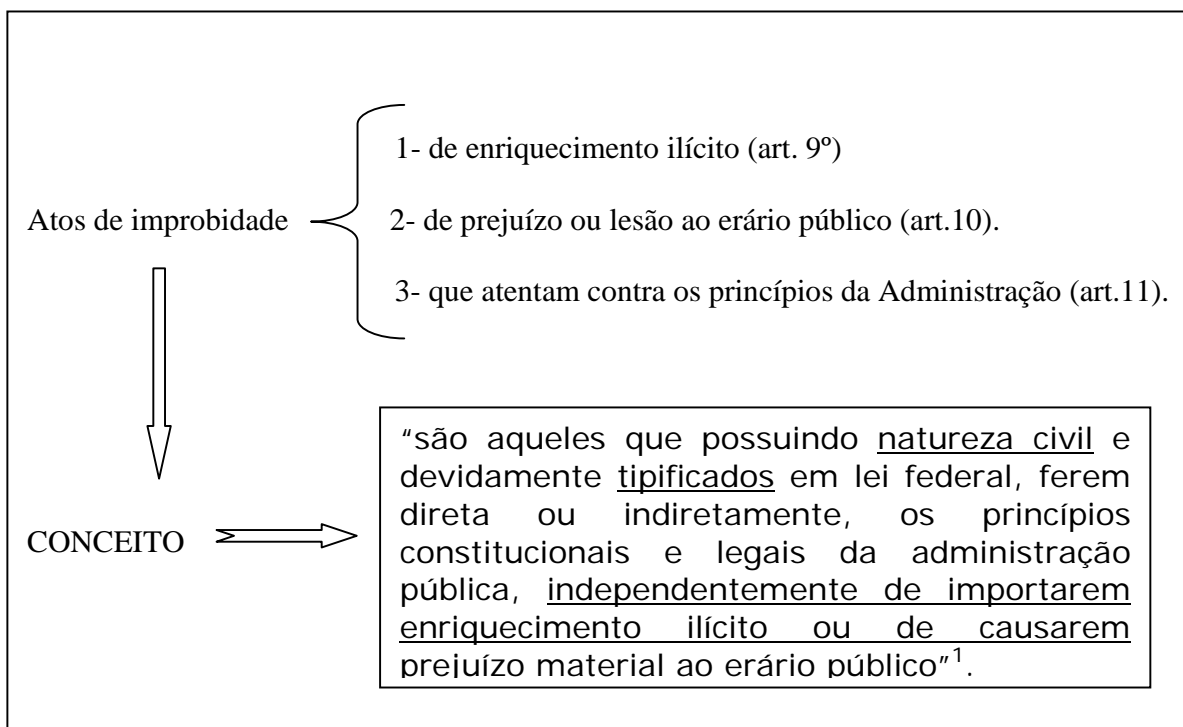 1- de enriquecimento ilícito (art. 9º)
Atos de improbidade
2- de prejuízo ou lesão ao erário público (art.10).
3- que atentam contra os princípios da Administração (art.11).
CONCEITO
“são aqueles que possuindo natureza civil e
devidamente tipificados em lei federal, ferem
direta ou indiretamente, os princípios
constitucionais e legais da administração
pública, independentemente de importarem
enriquecimento ilícito ou de causarem
prejuízo material ao erário público”¹.